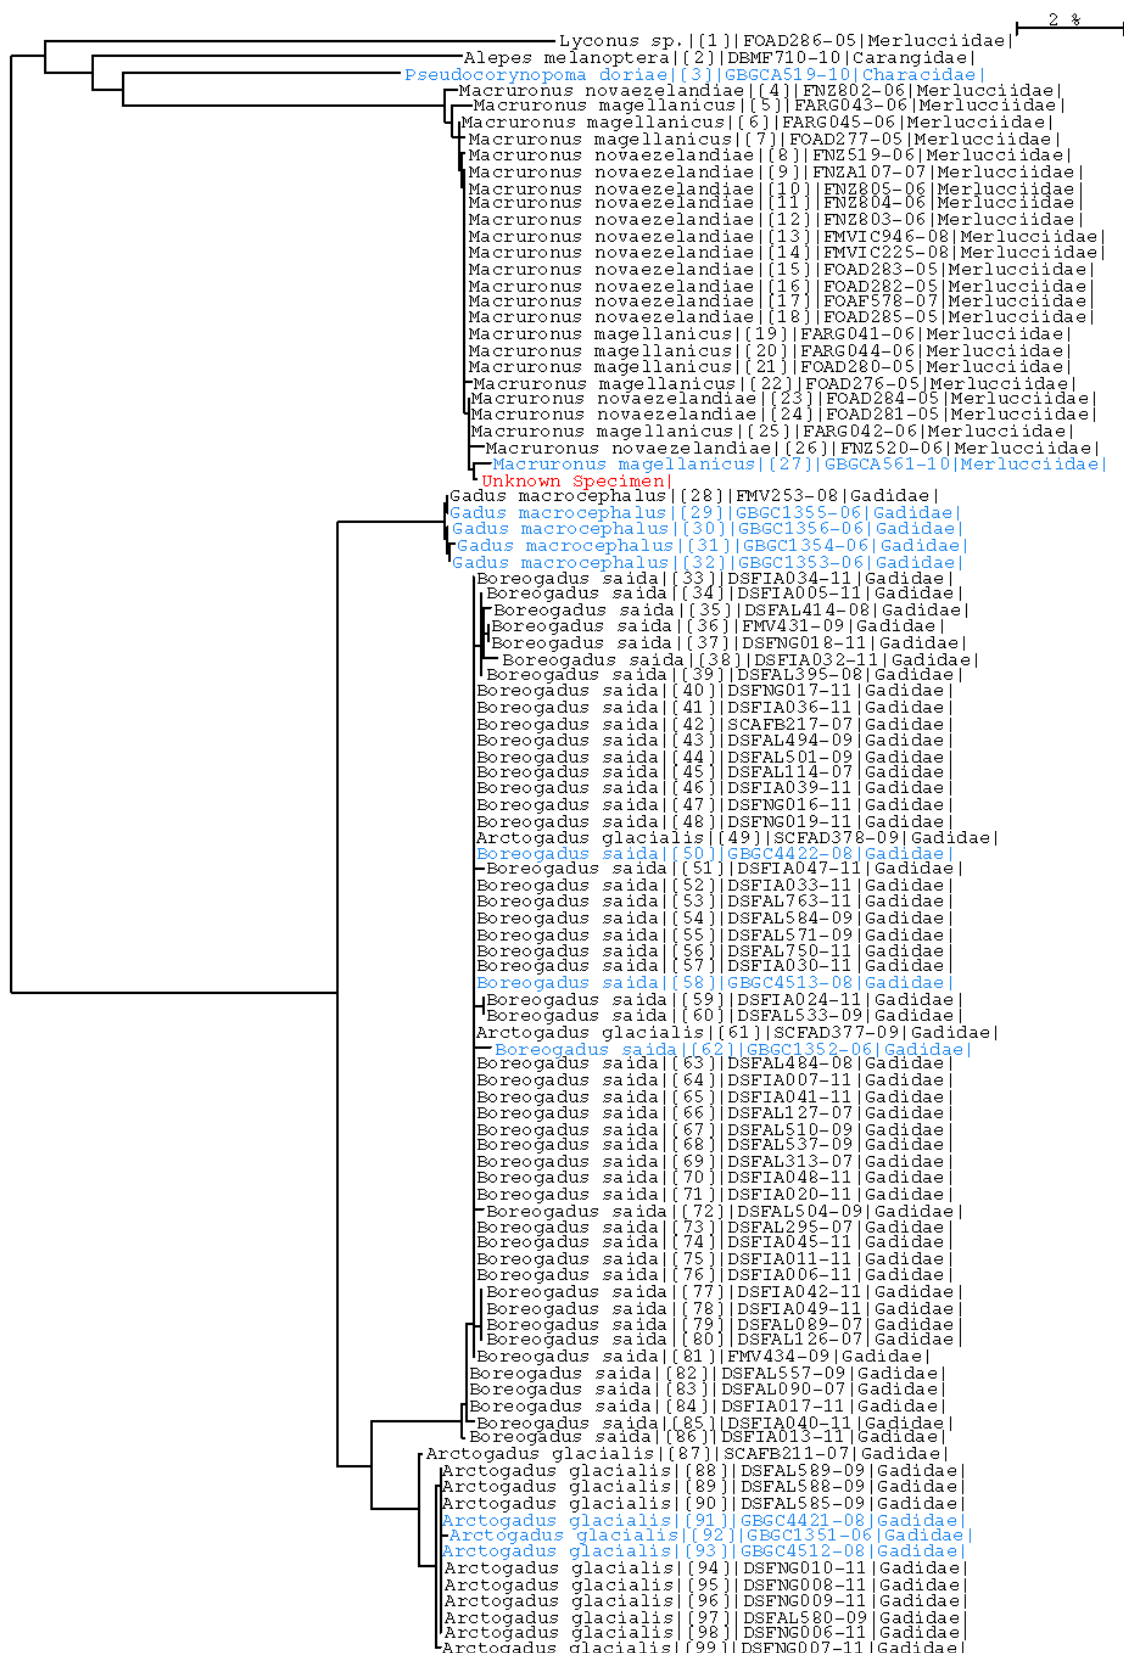 2 %
Lyconus sp.|[1]|FOAD286-05|Merlucciidae|
Alepes melanoptera|[2]|DBMF710-10|Carangidae|
Pseudocorynopoma doriae|[3]|GBGCA519-10|Characidae|
Macruronus novaezelandiae|[4]|FNZ802-06|Merlucciidae|
Macruronus magellanicus|[5]|FARG043-06|Merlucciidae|
Macruronus magellanicus|[6]|FARG045-06|Merlucciidae|
Macruronus magellanicus|[7]|FOAD277-05|Merlucciidae|
Macruronus novaezelandiae|[8]|FNZ519-06|Merlucciidae|
Macruronus novaezelandiae|[9]|FNZA107-07|Merlucciidae|
Macruronus novaezelandiae|[10]|FNZ805-06|Merlucciidae|
Macruronus novaezelandiae|[11]|FNZ804-06|Merlucciidae|
Macruronus novaezelandiae|[12]|FNZ803-06|Merlucciidae|
Macruronus novaezelandiae|[13]|FMVIC946-08|Merlucciidae|
Macruronus novaezelandiae|[14]|FMVIC225-08|Merlucciidae|
Macruronus novaezelandiae|[15]|FOAD283-05|Merlucciidae|
Macruronus novaezelandiae|[16]|FOAD282-05|Merlucciidae|
Macruronus novaezelandiae|[17]|FOAF578-07|Merlucciidae|
Macruronus novaezelandiae|[18]|FOAD285-05|Merlucciidae|
Macruronus magellanicus|[19]|FARG041-06|Merlucciidae|
Macruronus magellanicus|[20]|FARG044-06|Merlucciidae|
Macruronus magellanicus|[21]|FOAD280-05|Merlucciidae|
Macruronus magellanicus|[22]|FOAD276-05|Merlucciidae|
Macruronus novaezelandiae|[23]|FOAD284-05|Merlucciidae|
Macruronus novaezelandiae|[24]|FOAD281-05|Merlucciidae|
Macruronus magellanicus|[25]|FARG042-06|Merlucciidae|
Macruronus novaezelandiae|[26]|FNZ520-06|Merlucciidae|
Macruronus magellanicus|[27]|GBGCA561-10|Merlucciidae|
Unknown Specimen|
Gadus macrocephalus|[28]|FMV253-08|Gadidae|
Gadus macrocephalus|[29]|GBGC1355-06|Gadidae|
Gadus macrocephalus|[30]|GBGC1356-06|Gadidae|
Gadus macrocephalus|[31]|GBGC1354-06|Gadidae|
Gadus macrocephalus|[32]|GBGC1353-06|Gadidae|
Boreogadus saida|[33]|DSFIA034-11|Gadidae|
Boreogadus saida|[34]|DSFIA005-11|Gadidae|
Boreogadus saida|[35]|DSFAL414-08|Gadidae|
Boreogadus saida|[36]|FMV431-09|Gadidae|
Boreogadus saida|[37]|DSFNG018-11|Gadidae|
Boreogadus saida|[38]|DSFIA032-11|Gadidae|
Boreogadus saida|[39]|DSFAL395-08|Gadidae|
Boreogadus saida|[40]|DSFNG017-11|Gadidae|
Boreogadus saida|[41]|DSFIA036-11|Gadidae|
Boreogadus saida|[42]|SCAFB217-07|Gadidae|
Boreogadus saida|[43]|DSFAL494-09|Gadidae|
Boreogadus saida|[44]|DSFAL501-09|Gadidae|
Boreogadus saida|[45]|DSFAL114-07|Gadidae|
Boreogadus saida|[46]|DSFIA039-11|Gadidae|
Boreogadus saida|[47]|DSFNG016-11|Gadidae|
Boreogadus saida|[48]|DSFNG019-11|Gadidae|
Arctogadus glacialis|[49]|SCFAD378-09|Gadidae|
Boreogadus saida|[50]|GBGC4422-08|Gadidae|
Boreogadus saida|[51]|DSFIA047-11|Gadidae|
Boreogadus saida|[52]|DSFIA033-11|Gadidae|
Boreogadus saida|[53]|DSFAL763-11|Gadidae|
Boreogadus saida|[54]|DSFAL584-09|Gadidae|
Boreogadus saida|[55]|DSFAL571-09|Gadidae|
Boreogadus saida|[56]|DSFAL750-11|Gadidae|
Boreogadus saida|[57]|DSFIA030-11|Gadidae|
Boreogadus saida|[58]|GBGC4513-08|Gadidae|
Boreogadus saida|[59]|DSFIA024-11|Gadidae|
Boreogadus saida|[60]|DSFAL533-09|Gadidae|
Arctogadus glacialis|[61]|SCFAD377-09|Gadidae|
Boreogadus saida|[62]|GBGC1352-06|Gadidae|
Boreogadus saida|[63]|DSFAL484-08|Gadidae|
Boreogadus saida|[64]|DSFIA007-11|Gadidae|
Boreogadus saida|[65]|DSFIA041-11|Gadidae|
Boreogadus saida|[66]|DSFAL127-07|Gadidae|
Boreogadus saida|[67]|DSFAL510-09|Gadidae|
Boreogadus saida|[68]|DSFAL537-09|Gadidae|
Boreogadus saida|[69]|DSFAL313-07|Gadidae|
Boreogadus saida|[70]|DSFIA048-11|Gadidae|
Boreogadus saida|[71]|DSFIA020-11|Gadidae|
Boreogadus saida|[72]|DSFAL504-09|Gadidae|
Boreogadus saida|[73]|DSFAL295-07|Gadidae|
Boreogadus saida|[74]|DSFIA045-11|Gadidae|
Boreogadus saida|[75]|DSFIA011-11|Gadidae|
Boreogadus saida|[76]|DSFIA006-11|Gadidae|
Boreogadus saida|[77]|DSFIA042-11|Gadidae|
Boreogadus saida|[78]|DSFIA049-11|Gadidae|
Boreogadus saida|[79]|DSFAL089-07|Gadidae|
Boreogadus saida|[80]|DSFAL126-07|Gadidae|
Boreogadus saida|[81]|FMV434-09|Gadidae|
Boreogadus saida|[82]|DSFAL557-09|Gadidae|
Boreogadus saida|[83]|DSFAL090-07|Gadidae|
Boreogadus saida|[84]|DSFIA017-11|Gadidae|
Boreogadus saida|[85]|DSFIA040-11|Gadidae|
Boreogadus saida|[86]|DSFIA013-11|Gadidae|
Arctogadus glacialis|[87]|SCAFB211-07|Gadidae|
Arctogadus glacialis|[88]|DSFAL589-09|Gadidae|
Arctogadus glacialis|[89]|DSFAL588-09|Gadidae|
Arctogadus glacialis|[90]|DSFAL585-09|Gadidae|
Arctogadus glacialis|[91]|GBGC4421-08|Gadidae|
Arctogadus glacialis|[92]|GBGC1351-06|Gadidae|
Arctogadus glacialis|[93]|GBGC4512-08|Gadidae|
Arctogadus glacialis|[94]|DSFNG010-11|Gadidae|
Arctogadus glacialis|[95]|DSFNG008-11|Gadidae|
Arctogadus glacialis|[96]|DSFNG009-11|Gadidae|
Arctogadus glacialis|[97]|DSFAL580-09|Gadidae|
Arctogadus glacialis|[98]|DSFNG006-11|Gadidae|
Arctogadus glacialis|[99]|DSFNG007-11|Gadidae|